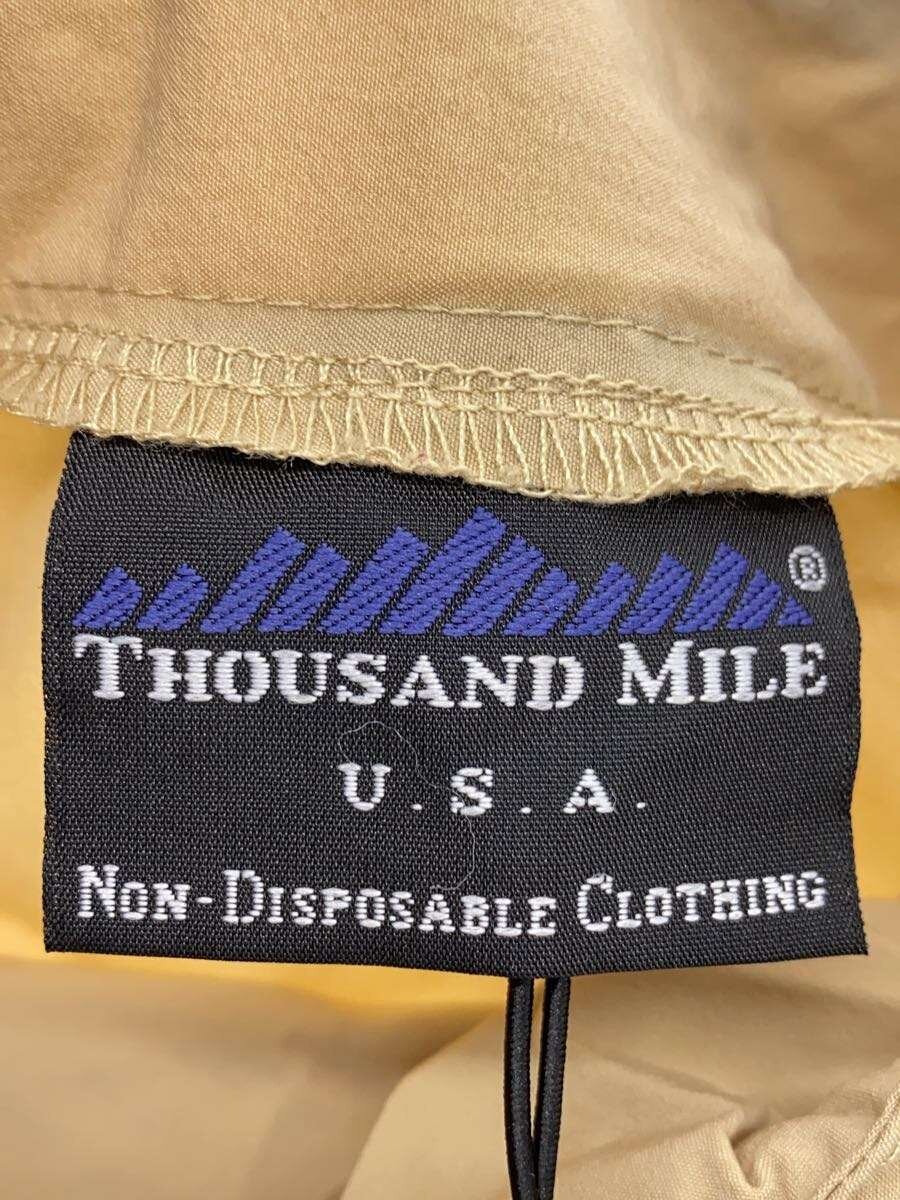 ®
THOUSAND MILE
U.S.A.
NON-DISPOSABLE CLOTHING